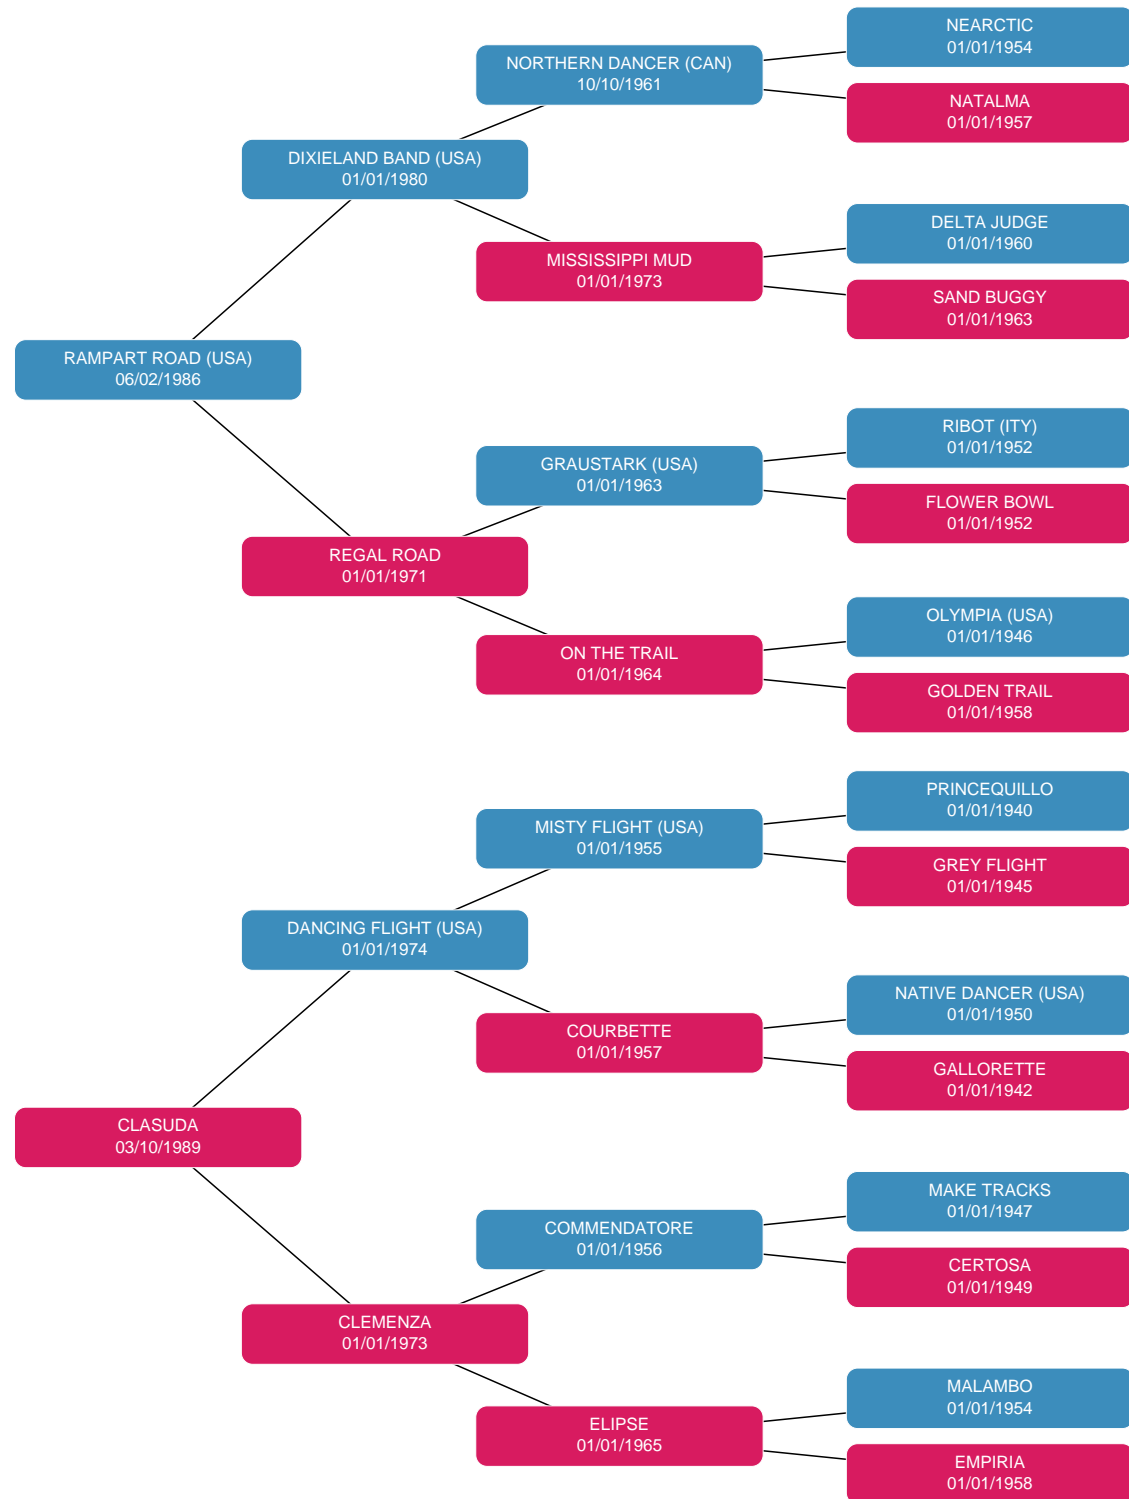 NEARCTIC
01/01/1954
NORTHERN DANCER (CAN)
10/10/1961
NATALMA
01/01/1957
DIXIELAND BAND (USA)
01/01/1980
DELTA JUDGE
01/01/1960
MISSISSIPPI MUD
01/01/1973
SAND BUGGY
01/01/1963
RAMPART ROAD (USA)
06/02/1986
RIBOT (ITY)
01/01/1952
GRAUSTARK (USA)
01/01/1963
FLOWER BOWL
01/01/1952
REGAL ROAD
01/01/1971
OLYMPIA (USA)
01/01/1946
ON THE TRAIL
01/01/1964
GOLDEN TRAIL
01/01/1958
PRINCEQUILLO
01/01/1940
MISTY FLIGHT (USA)
01/01/1955
GREY FLIGHT
01/01/1945
DANCING FLIGHT (USA)
01/01/1974
NATIVE DANCER (USA)
01/01/1950
COURBETTE
01/01/1957
GALLORETTE
01/01/1942
CLASUDA
03/10/1989
MAKE TRACKS
01/01/1947
COMMENDATORE
01/01/1956
CERTOSA
01/01/1949
CLEMENZA
01/01/1973
MALAMBO
01/01/1954
ELIPSE
01/01/1965
EMPIRIA
01/01/1958